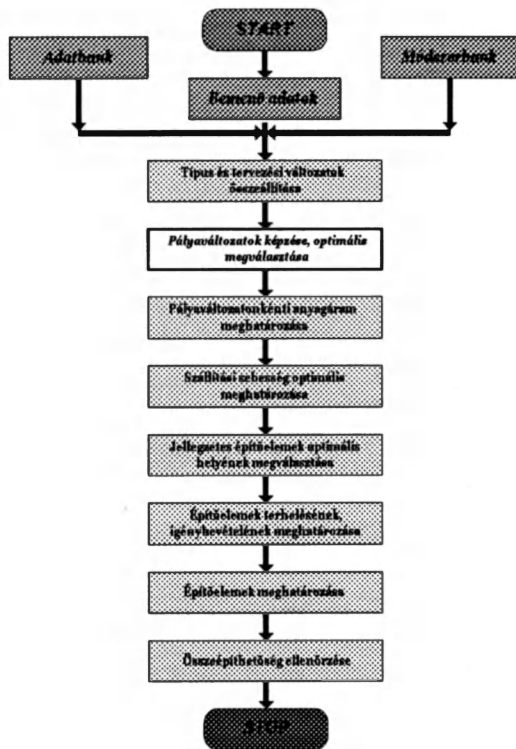 START
Adatbank
Módszerbank
Bemenő adatok
Típus és tervezési változatok
összeállítása
Pályaváltozatok képzése, optimális
megválasztása
Pályaváltozatonkénti anyagáram
meghatározása
Szállítási sebesség optimális
meghatározása
Jellegzetes építőelemek optimális
helyének megválasztása
Építőelemek terhelésének,
igénybevételének meghatározása
Építőelemek meghatározása
Összeépíthetőség ellenőrzése
STOP